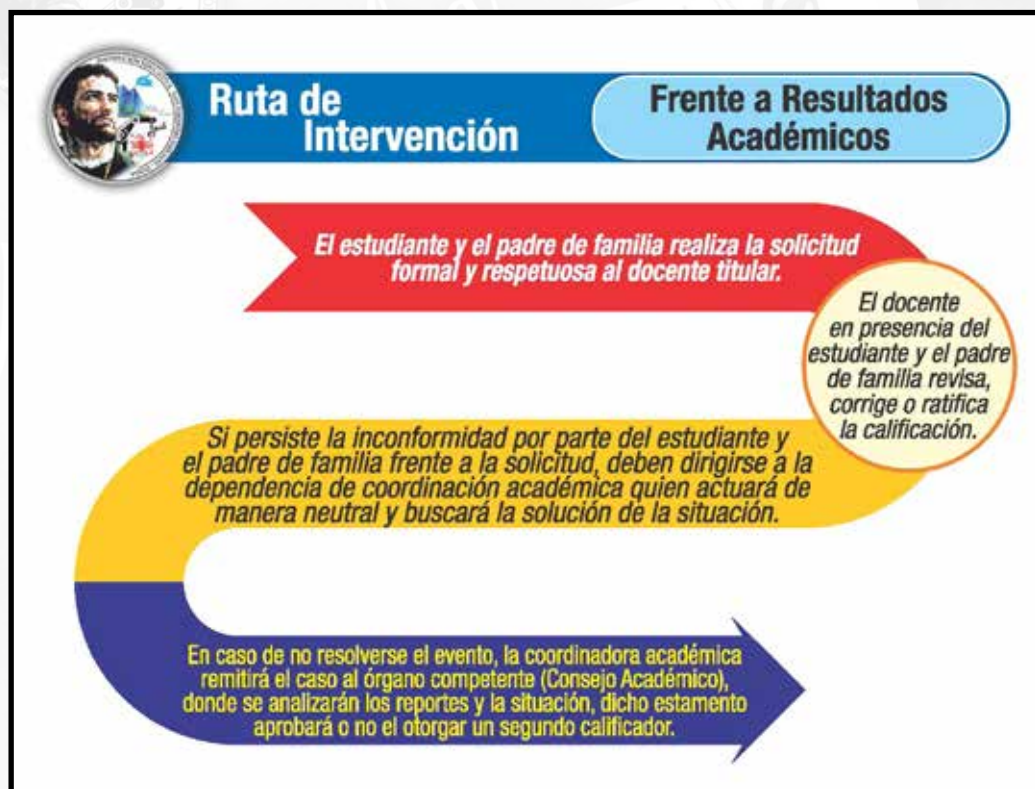 Ruta de
Intervención
Frente a Resultados
Académicos
El estudiante y el padre de familia realiza la solicitud
formal y respetuosa al docente titular.
El docente
en presencia del
estudiante y el padre
de familia revisa,
corrige o ratifica
la calificación.
Si persiste la inconformidad por parte del estudiante y
el padre de familia frente a la solicitud, deben dirigirse a la
dependencia de coordinación académica quien actuará de
manera neutral y buscará la solución de la situación.
En caso de no resolverse el evento, la coordinadora académica
remitirá el caso al órgano competente (Consejo Académico),
donde se analizarán los reportes y la situación, dicho estamento
aprobará o no el otorgar un segundo calificador.